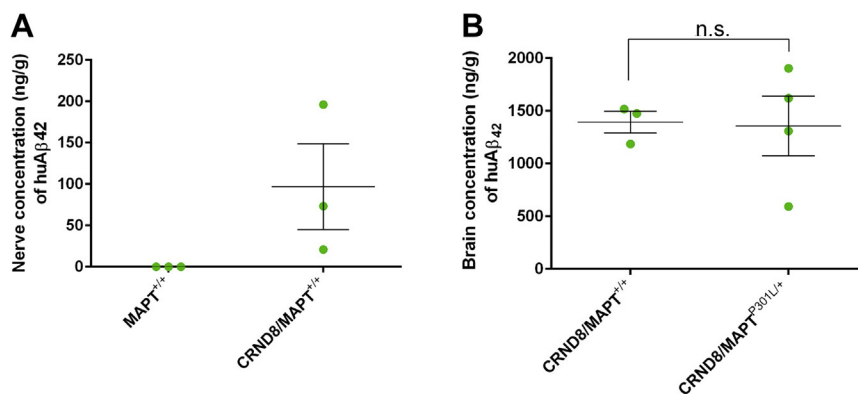 A
Nerve concentration (ng/g)
of huAβ42
250
200
150
100
50
0
MAPT+/+
CRND8/MAPT+/+
B
n.s.
Brain concentration (ng/g)
of huAβ42
2000
1500
1000
500
0
CRND8/MAPT+/+
CRND8/MAPTP301L/+